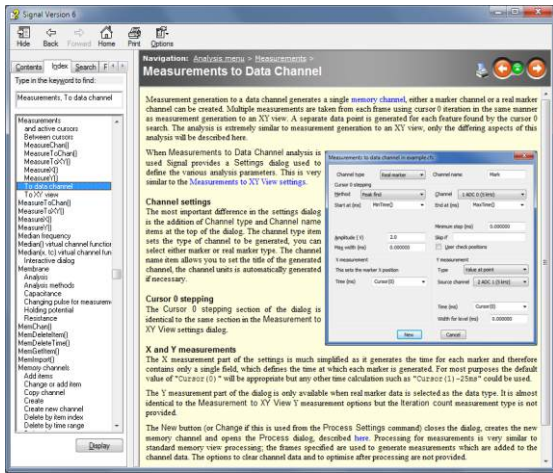 Signal Version 6
Hide Back Forward Home Print Options
Contents Index Search F
Type in the keyword to find:
Measurements, To data channel
Measurements
and active cursors
Between cursors
MeasureChan()
MeasureToChan()
MeasureToXY()
MeasureX()
MeasureY()
To data channel
To XY view
MeasureToChan()
MeasureToXY()
MeasureX()
MeasureY()
Median frequency
Median() virtual channel function
Median(x, tc) virtual channel fun
Interactive dialog
Membrane
Analysis
Analysis methods
Capacitance
Changing pulse for measurem
Holding potential
Resistance
MemChan()
MemDeleteItem()
MemDeleteTime()
MemGetItem()
MemImport()
Memory channels
Add items
Change or add item
Copy channel
Create
Create new channel
Delete by item index
Delete by time range
Display
Navigation: Analysis menu > Measurements >
Measurements to Data Channel
Measurement generation to a data channel generates a single memory channel, either a marker channel or a real marker
channel can be created. Multiple measurements are taken from each frame using cursor 0 iteration in the same manner
as measurement generation to an XY view. A separate data point is generated for each feature found by the cursor 0
search. The analysis is extremely similar to measurement generation to an XY view, only the differing aspects of this
analysis will be described here.
When Measurements to Data Channel analysis is
used Signal provides a Settings dialog used to
define the various analysis parameters. This is very
similar to the Measurements to XY View settings.
Channel settings
The most important difference in the settings dialog
is the addition of Channel type and Channel name
items at the top of the dialog. The channel type item
sets the type of channel to be generated, you can
select either marker or real marker type. The channel
name item allows you to set the title of the generated
channel, the channel units is automatically generated
if necessary.
Cursor 0 stepping
The Cursor 0 stepping section of the dialog is
identical to the same section in the Measurement to
XY View settings dialog.
Measurements to data channel in example.cfs
Channel type Real marker Channel name Mark
Cursor 0 stepping
Method Peak find Channel 1 ADC 0 (5 kHz)
Start at (ms) MinTime() End at (ms) MaxTime()
Minimum step (ms) 0.000000
Amplitude (V) 2.0 Skip if
Max width (ms) 0.000000 User check positions
X measurement Y measurement
This sets the marker X position Type Value at point
Time (ms) Cursor(0) Source channel 2 ADC 1 (5 kHz)
Time (ms) Cursor(0)
Width for level (ms) 0.000000
New Cancel
X and Y measurements
The X measurement part of the settings is much simplified as it generates the time for each marker and therefore
contains only a single field, which defines the time at which each marker is generated. For most purposes the default
value of "Cursor(0)" will be appropriate but any other time calculation such as "Cursor(1)-25ms" could be used.
The Y measurement part of the dialog is only available when real marker data is selected as the data type. It is almost
identical to the Measurement to XY View Y measurement options but the Iteration count measurement type is not
provided.
The New button (or Change if this is used from the Process Settings command) closes the dialog, creates the new
memory channel and opens the Process dialog, described here. Processing for measurements is very similar to
standard memory view processing; the frames specified are used to generate measurements which are added to the
channel data. The options to clear channel data and to optimise after processing are not provided.